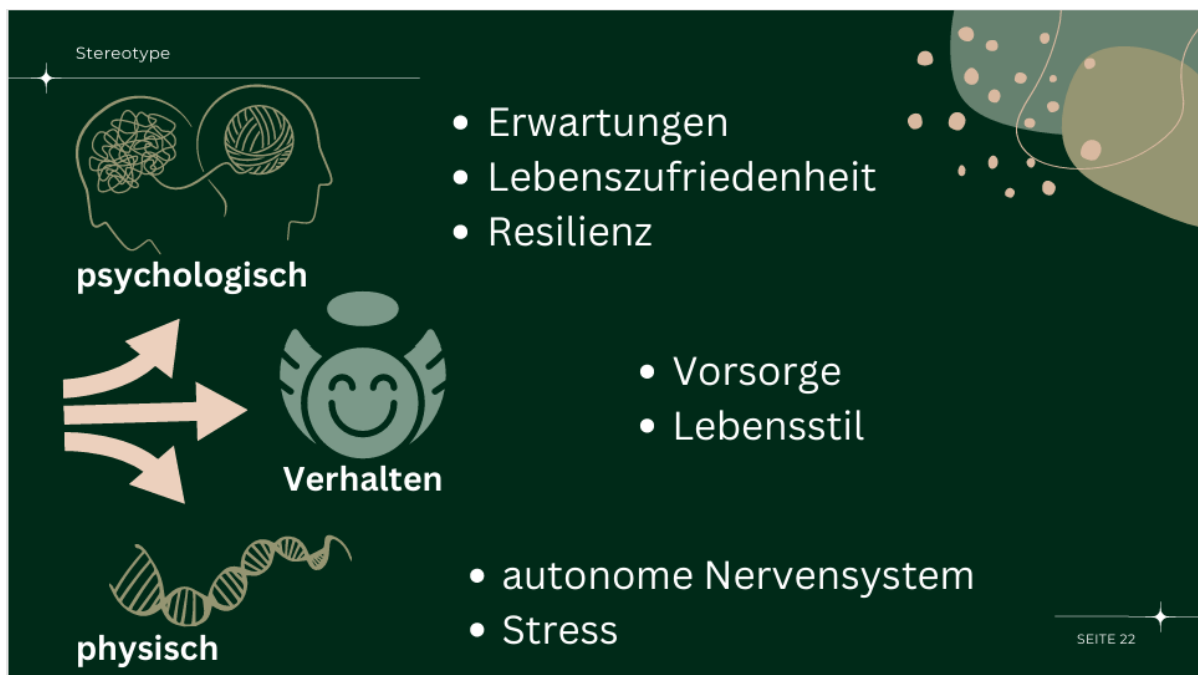 Stereotype
• Erwartungen
• Lebenszufriedenheit
• Resilienz
psychologisch
• Vorsorge
• Lebensstil
Verhalten
• autonome Nervensystem
• Stress
physisch
SEITE 22